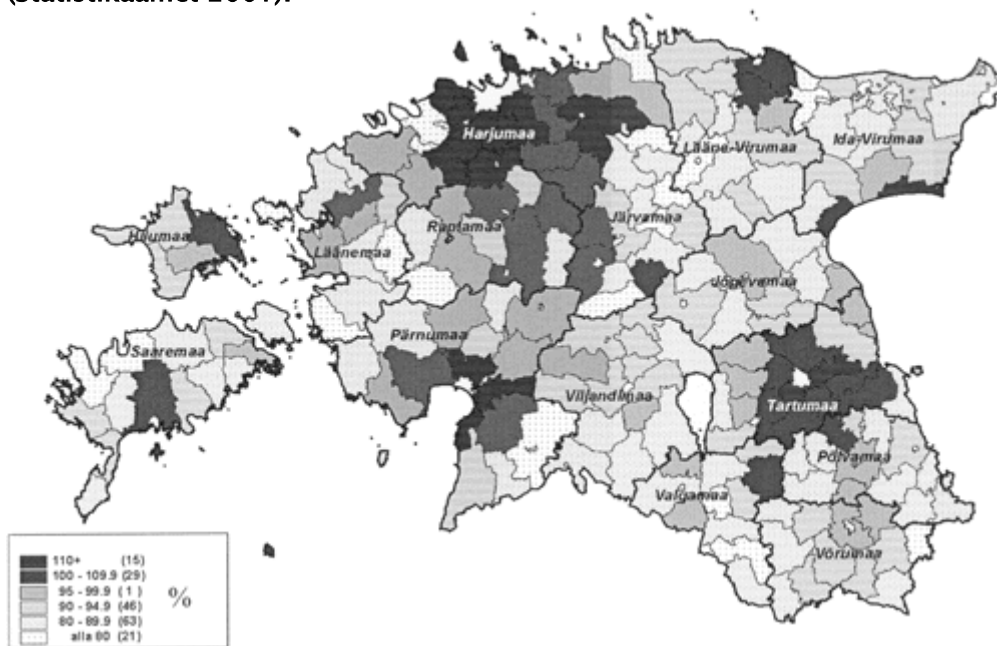 (Statistikaamet 2001).
Harjumaa
Lääne-Virumaa
Ida-Virumaa
Hiiumaa
Läänemaa
Raplamaa
Järvamaa
Jõgevamaa
Saaremaa
Pärnumaa
Viljandimaa
Tartumaa
Põlvamaa
Valgamaa
Võrumaa
110+ (15)
100 - 109.9 (29)
95 - 99.9 ( 1 )
90 - 94.9 (46)
80 - 89.9 (63)
alla 80 (21)
%